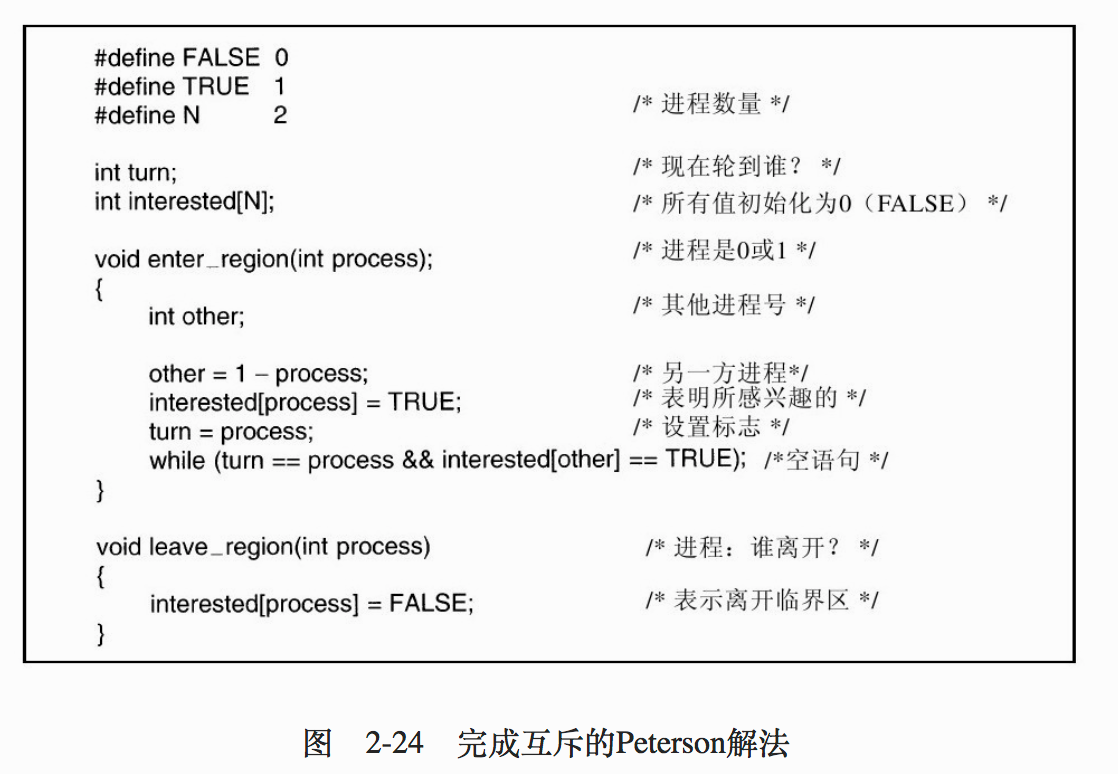 #define FALSE 0
#define TRUE 1
#define N 2 /* 进程数量 */
int turn; /* 现在轮到谁？ */
int interested[N]; /* 所有值初始化为0（FALSE） */
void enter_region(int process); /* 进程是0或1 */
{
int other; /* 其他进程号 */
other = 1 – process; /* 另一方进程*/
interested[process] = TRUE; /* 表明所感兴趣的 */
turn = process; /* 设置标志 */
while (turn == process && interested[other] == TRUE); /*空语句 */
}
void leave_region(int process) /* 进程：谁离开？ */
{
interested[process] = FALSE; /* 表示离开临界区 */
}
图 2-24 完成互斥的Peterson解法